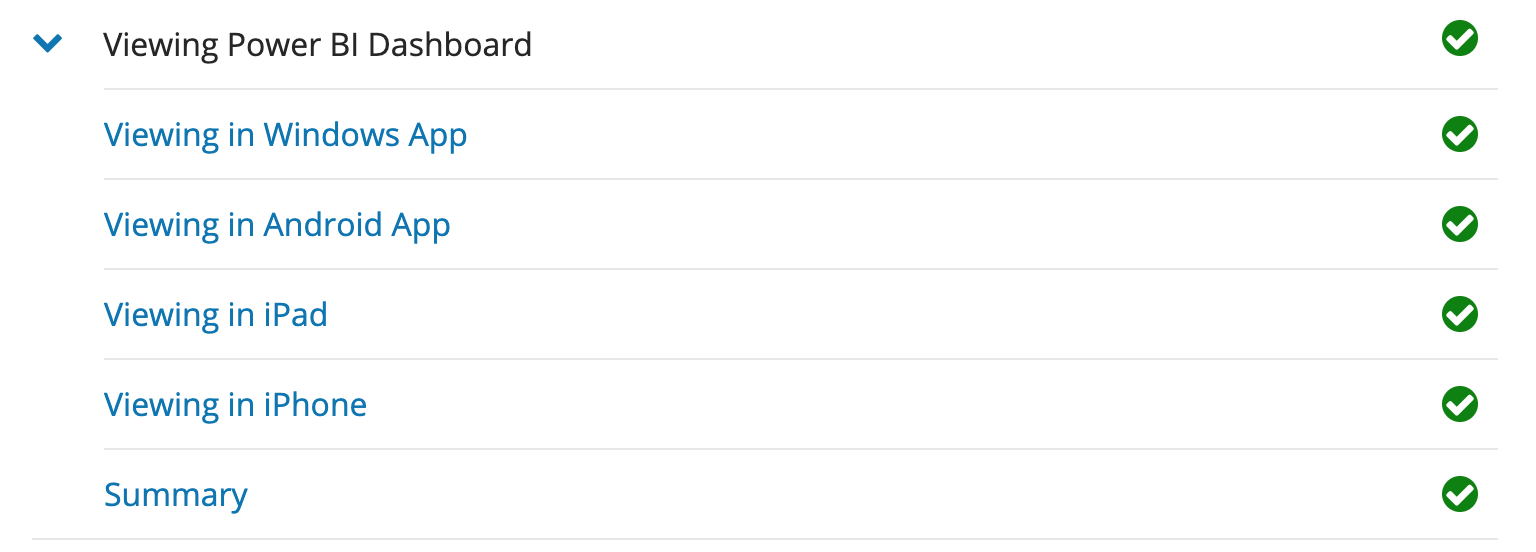 Viewing Power BI Dashboard
Viewing in Windows App
Viewing in Android App
Viewing in iPad
Viewing in iPhone
Summary